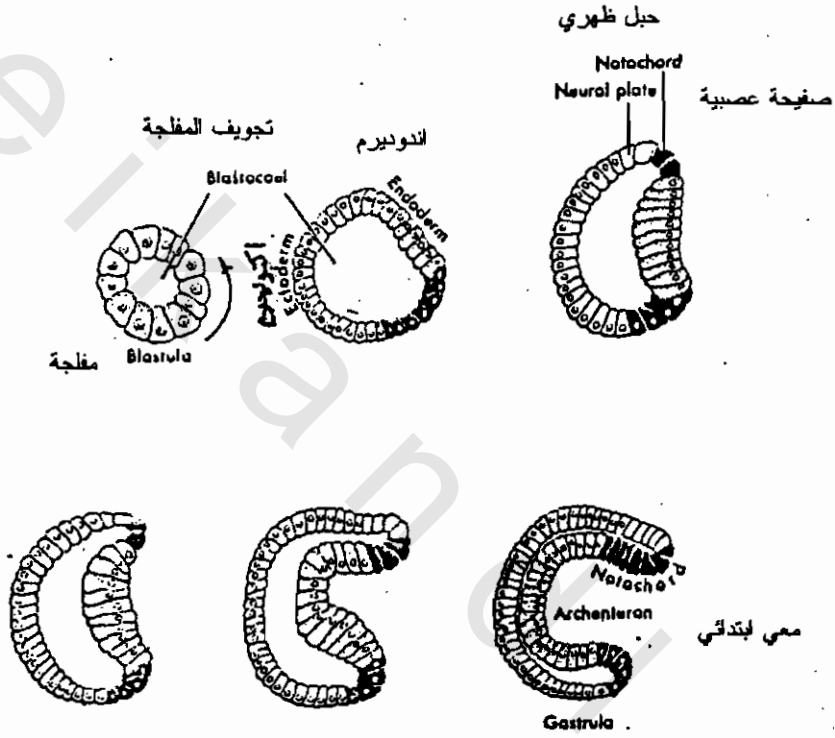 حبل ظهري
Notochord
Neural plate
صفيحة عصبية
تجويف المفلجة
اندوديرم
Blastocoel
Endoderm
Ectoderm
Blastula
مفلجة
Notochord
Archenteron
معي ابتدائي
Gastrula